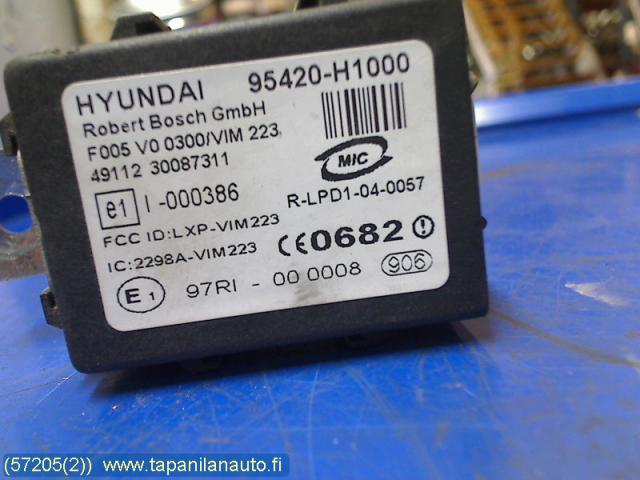 HYUNDAI 95420-H1000
Robert Bosch GmbH
F005 V0 0300/VIM 223
49112 30087311
MIC
e1 I -000386 R-LPD1-04-0057
FCC ID:LXP-VIM223
IC:2298A-VIM223 CE0682
E1 97RI - 00 0008 906
(57205(2)) www.tapanilanauto.fi